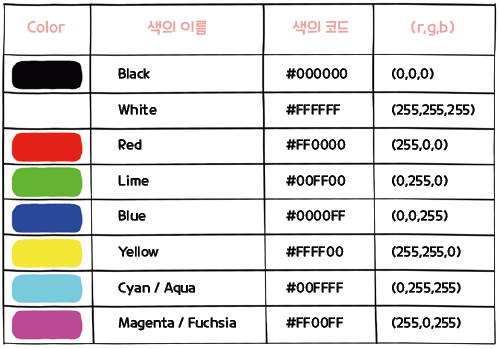 Color 색의 이름 색의 코드 (r,g,b)
Black #000000 (0,0,0)
White #FFFFFF (255,255,255)
Red #FF0000 (255,0,0)
Lime #00FF00 (0,255,0)
Blue #0000FF (0,0,255)
Yellow #FFFF00 (255,255,0)
Cyan / Aqua #00FFFF (0,255,255)
Magenta / Fuchsia #FF00FF (255,0,255)